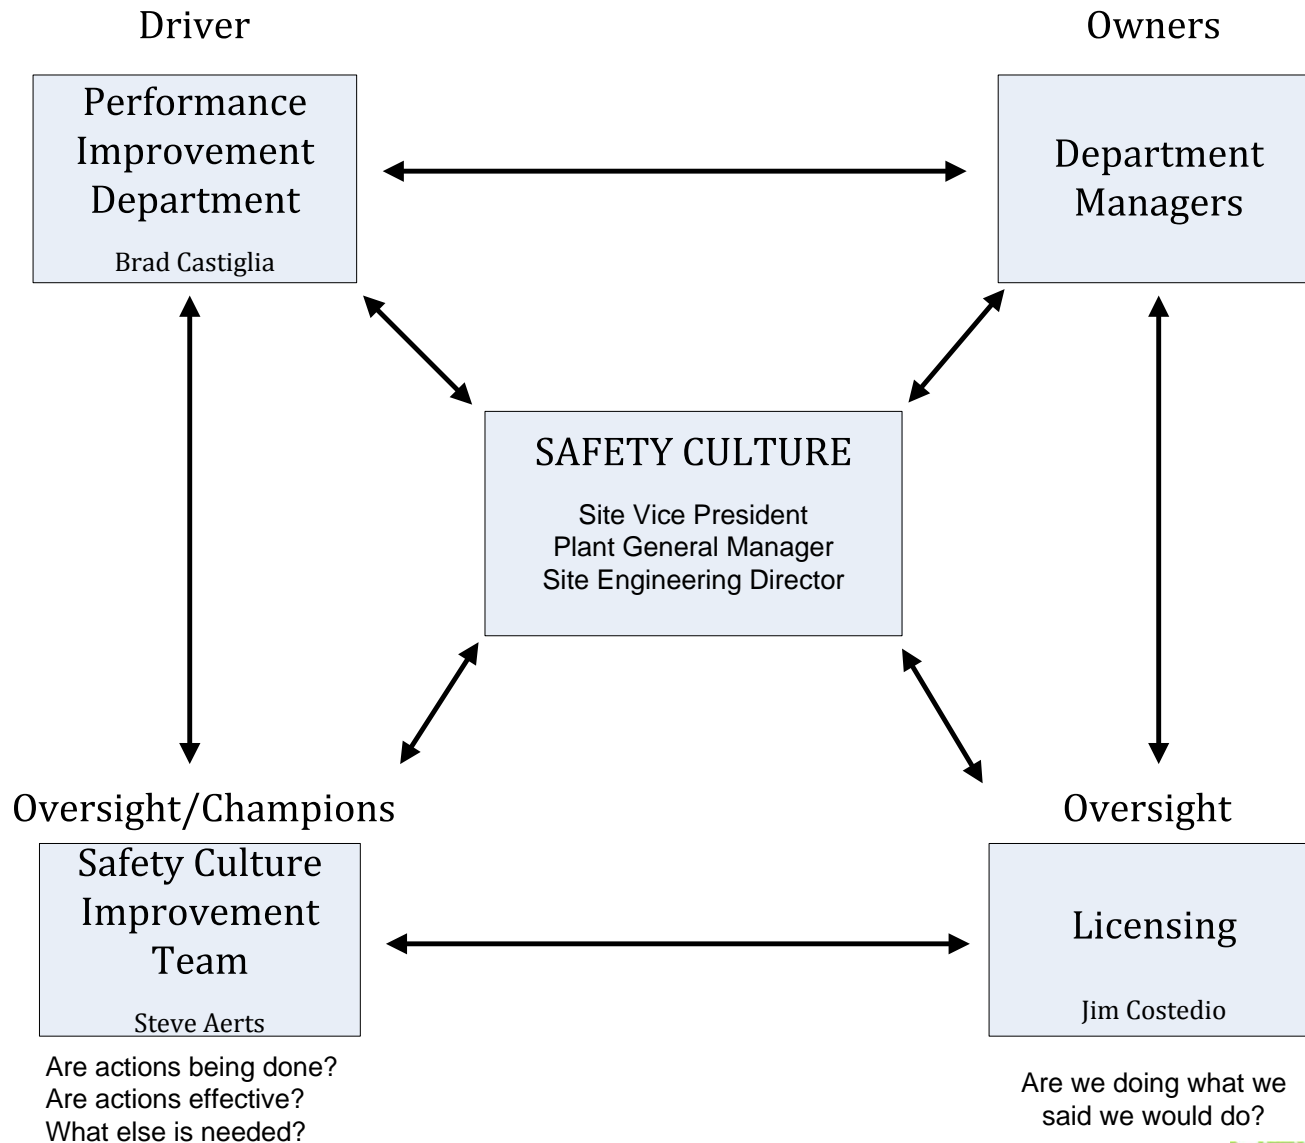 Driver
Owners
Performance
Improvement
Department
Brad Castiglia
Department
Managers
SAFETY CULTURE
Site Vice President
Plant General Manager
Site Engineering Director
Oversight/Champions
Oversight
Safety Culture
Improvement
Team
Steve Aerts
Licensing
Jim Costedio
Are actions being done?
Are actions effective?
What else is needed?
Are we doing what we
said we would do?